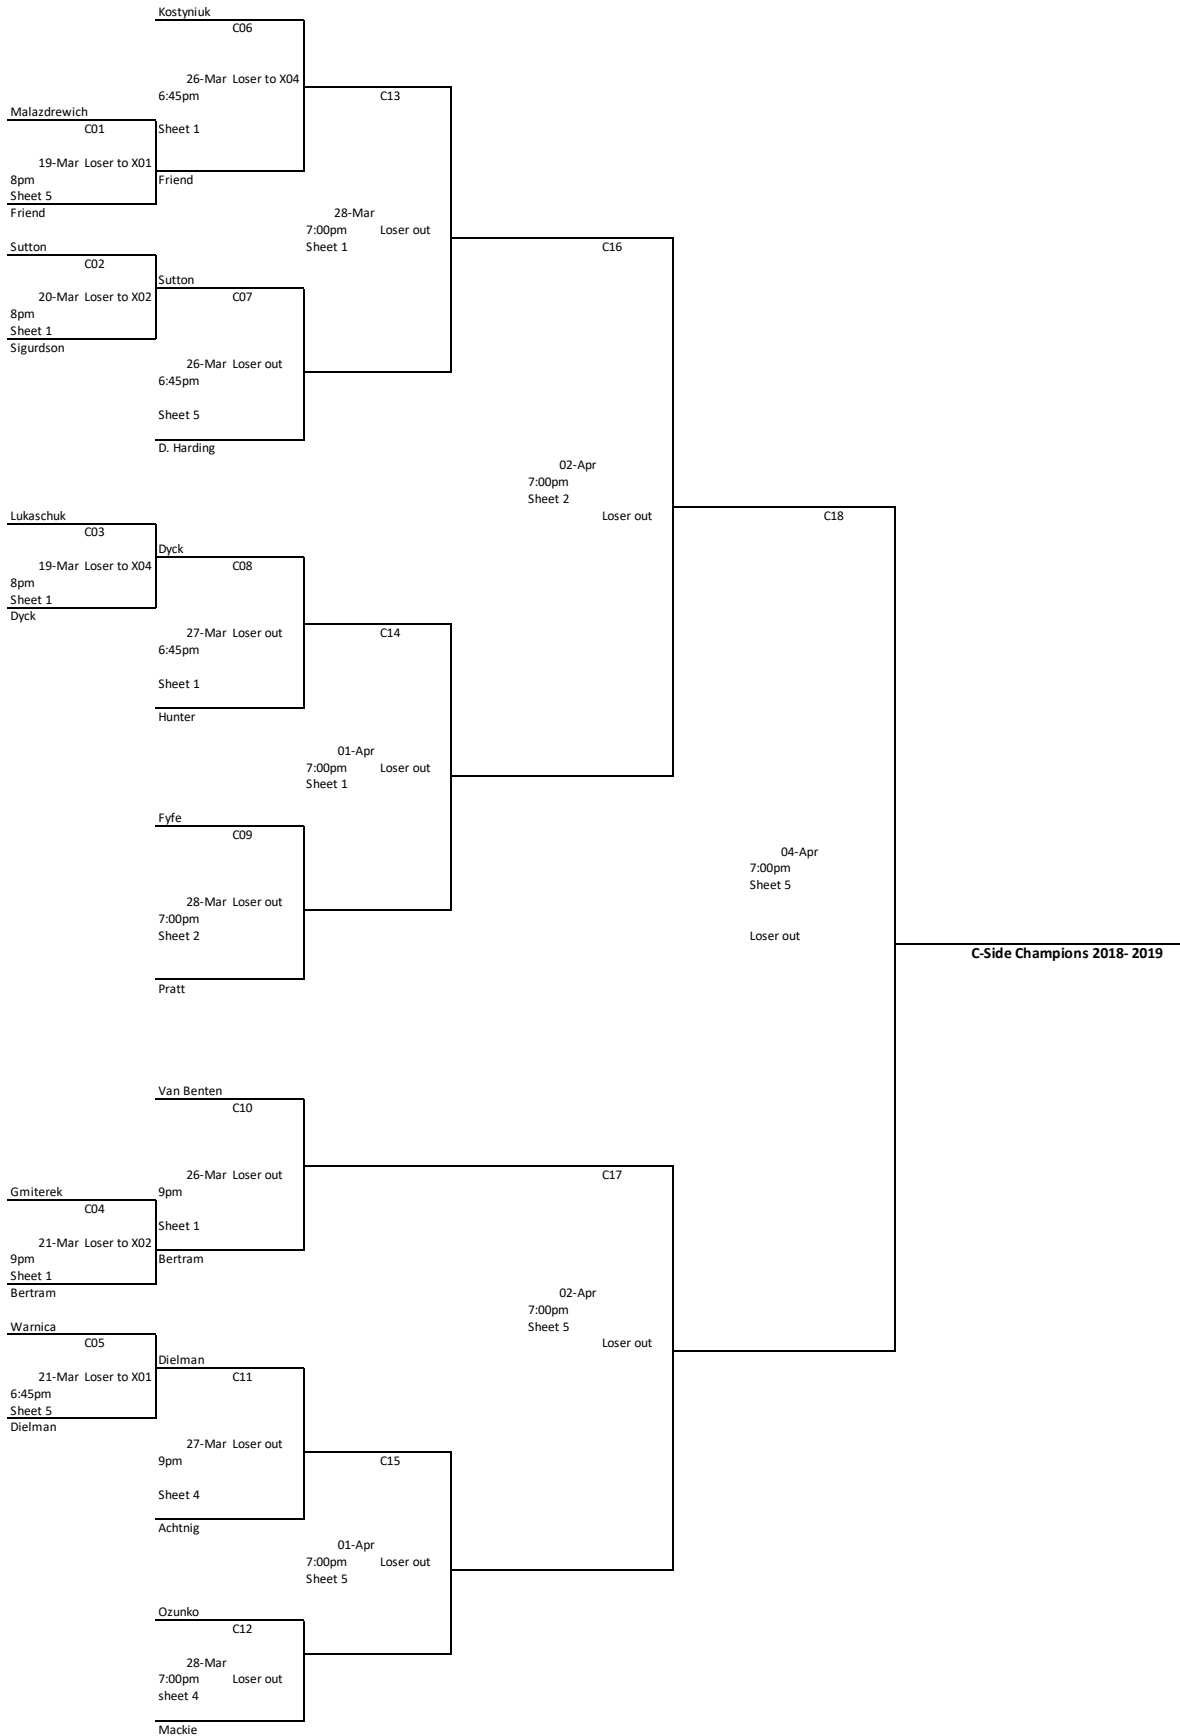 Kostyniuk
C06
26-Mar Loser to X04
6:45pm
C13
Malazdrewich
C01
Sheet 1
19-Mar Loser to X01
8pm
Friend
Sheet 5
Friend
28-Mar
7:00pm Loser out
Sheet 1
C16
Sutton
C02
Sutton
20-Mar Loser to X02
C07
8pm
Sheet 1
Sigurdson
26-Mar Loser out
6:45pm
Sheet 5
D. Harding
02-Apr
7:00pm
Sheet 2
Loser out
C18
Lukaschuk
C03
Dyck
19-Mar Loser to X04
C08
8pm
Sheet 1
Dyck
27-Mar Loser out
C14
6:45pm
Sheet 1
Hunter
01-Apr
7:00pm Loser out
Sheet 1
Fyfe
C09
04-Apr
7:00pm
Sheet 5
28-Mar Loser out
7:00pm
Sheet 2
Loser out
C-Side Champions 2018- 2019
Pratt
Van Benten
C10
26-Mar Loser out
C17
Gmiterek
9pm
C04
Sheet 1
21-Mar Loser to X02
9pm
Bertram
Sheet 1
Bertram
02-Apr
7:00pm
Sheet 5
Loser out
Warnica
C05
Dielman
21-Mar Loser to X01
C11
6:45pm
Sheet 5
Dielman
27-Mar Loser out
9pm
C15
Sheet 4
Achtnig
01-Apr
7:00pm Loser out
Sheet 5
Ozunko
C12
28-Mar
7:00pm Loser out
sheet 4
Mackie